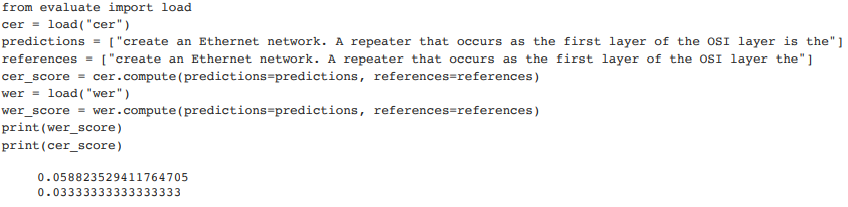 from evaluate import load
cer = load("cer")
predictions = ["create an Ethernet network. A repeater that occurs as the first layer of the OSI layer is the"]
references = ["create an Ethernet network. A repeater that occurs as the first layer of the OSI layer the"]
cer_score = cer.compute(predictions=predictions, references=references)
wer = load("wer")
wer_score = wer.compute(predictions=predictions, references=references)
print(wer_score)
print(cer_score)
0.058823529411764705
0.03333333333333333